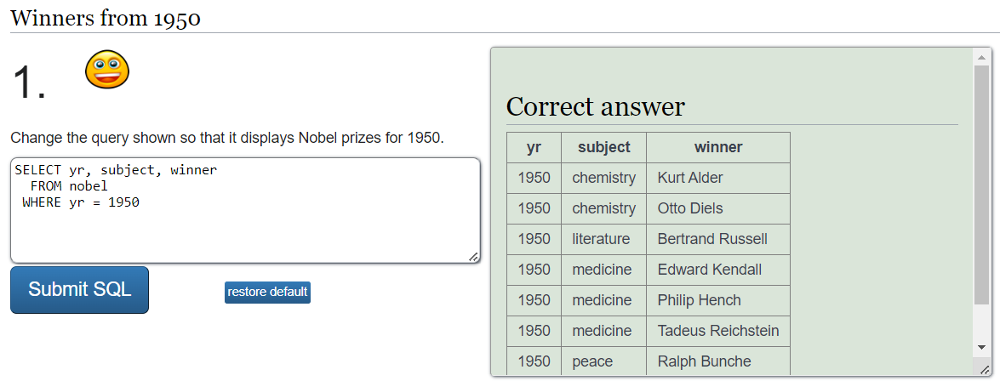 Winners from 1950
1.
Change the query shown so that it displays Nobel prizes for 1950.
SELECT yr, subject, winner
FROM nobel
WHERE yr = 1950
Submit SQL
restore default
Correct answer
yr subject winner
1950 chemistry Kurt Alder
1950 chemistry Otto Diels
1950 literature Bertrand Russell
1950 medicine Edward Kendall
1950 medicine Philip Hench
1950 medicine Tadeus Reichstein
1950 peace Ralph Bunche